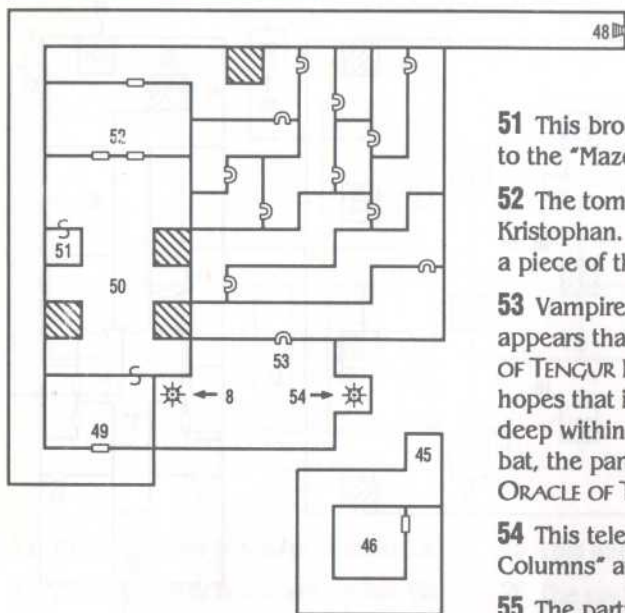 48
51 This bro
to the "Maze
52
52 The tom
Kristophan.
51
a piece of th
50
53 Vampire
appears tha
53
OF TENGUR
8
54
hopes that i
49
deep within
45
bat, the par
ORACLE OF T
46
54 This tele
Columns" a
55 The part